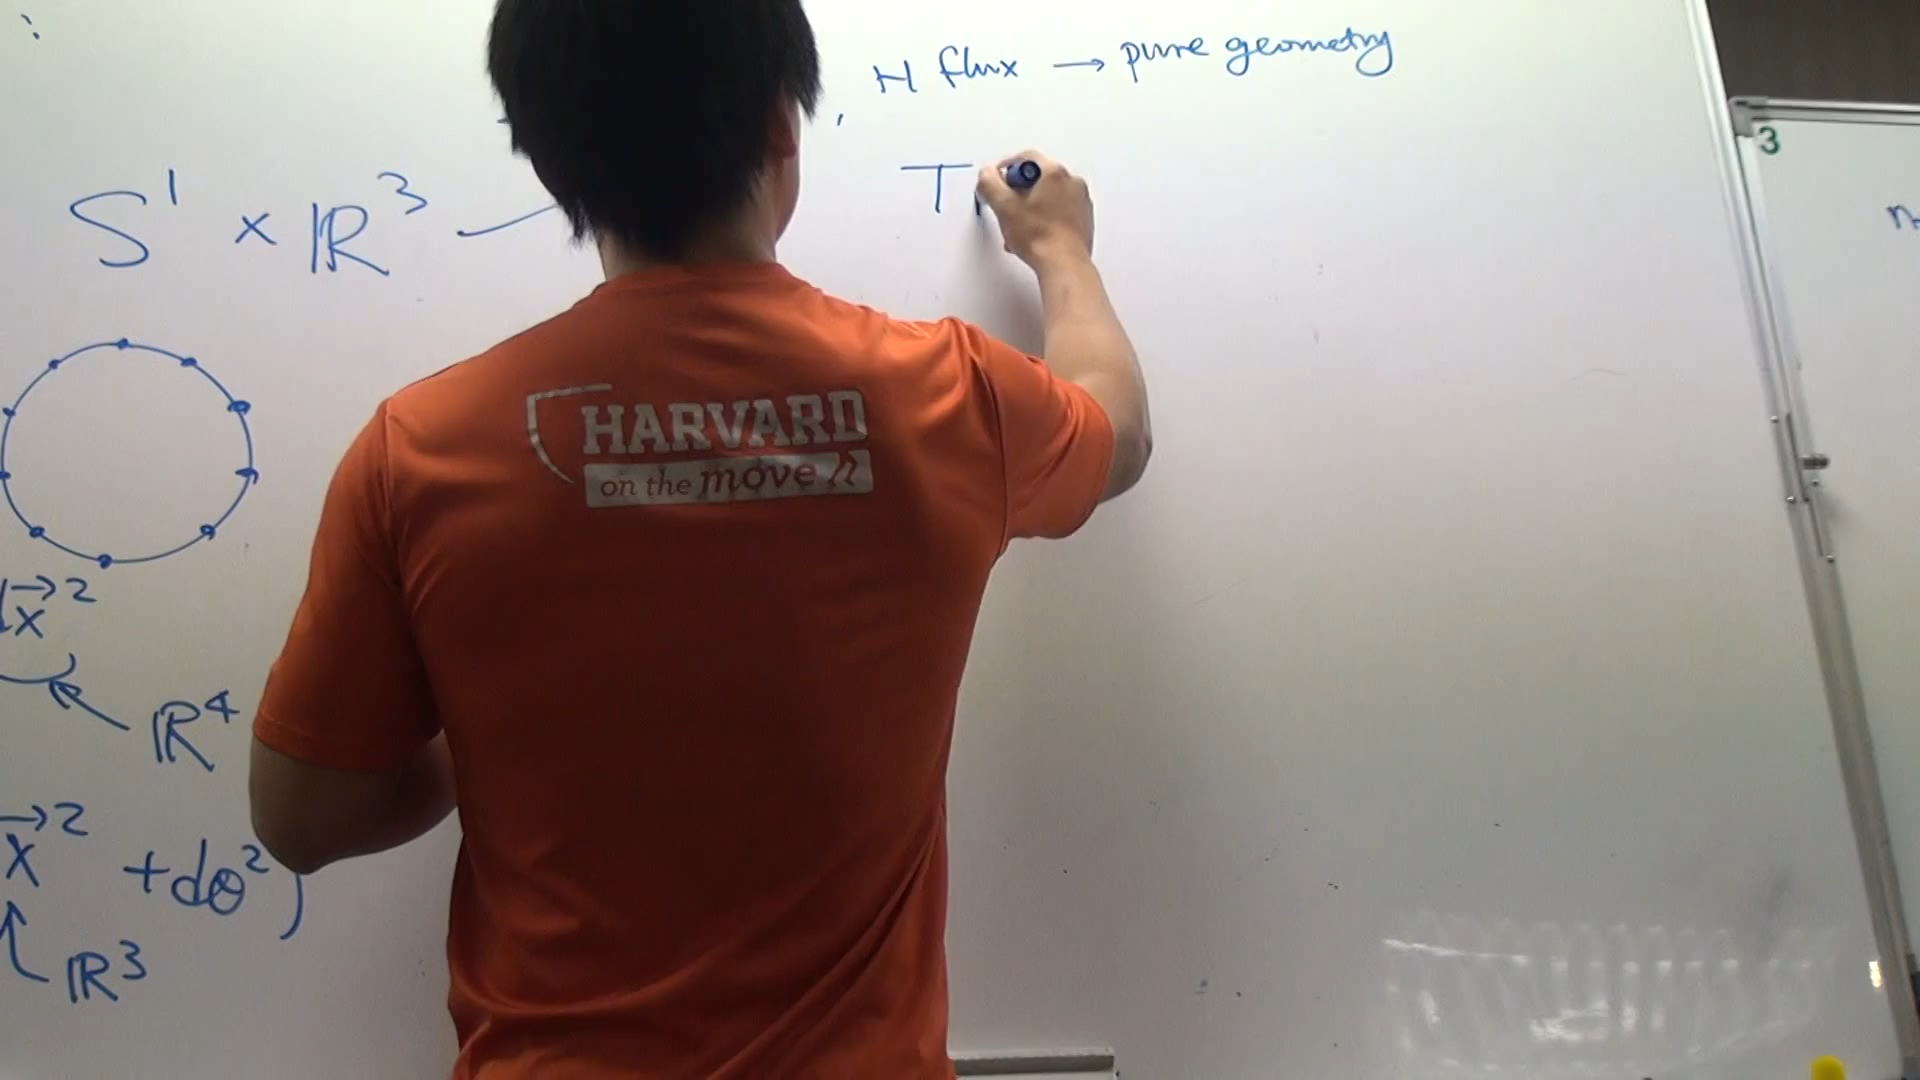 H flux → pure geometry
T
3
S¹ × ℝ³
HARVARD
on the move
x⃗²
ℝ⁴
x⃗² + dθ²)
ℝ³